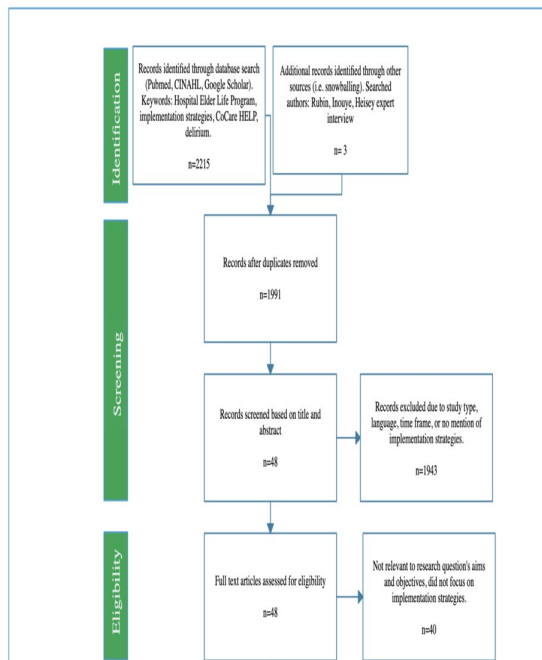 Identification
Records identified through database search
(Pubmed, CINAHL, Google Scholar).
Keywords: Hospital Elder Life Program,
implementation strategies, CoCare HELP,
delirium.
n=2215
Additional records identified through other
sources (i.e. snowballing). Searched
authors: Rubin, Inouye, Heisey expert
interview
n= 3
Screening
Records after duplicates removed
n=1991
Records screened based on title and
abstract
n=48
Records excluded due to study type,
language, time frame, or no mention of
implementation strategies.
n=1943
Eligibility
Full text articles assessed for eligibility
n=48
Not relevant to research question's aims
and objectives, did not focus on
implementation strategies.
n=40